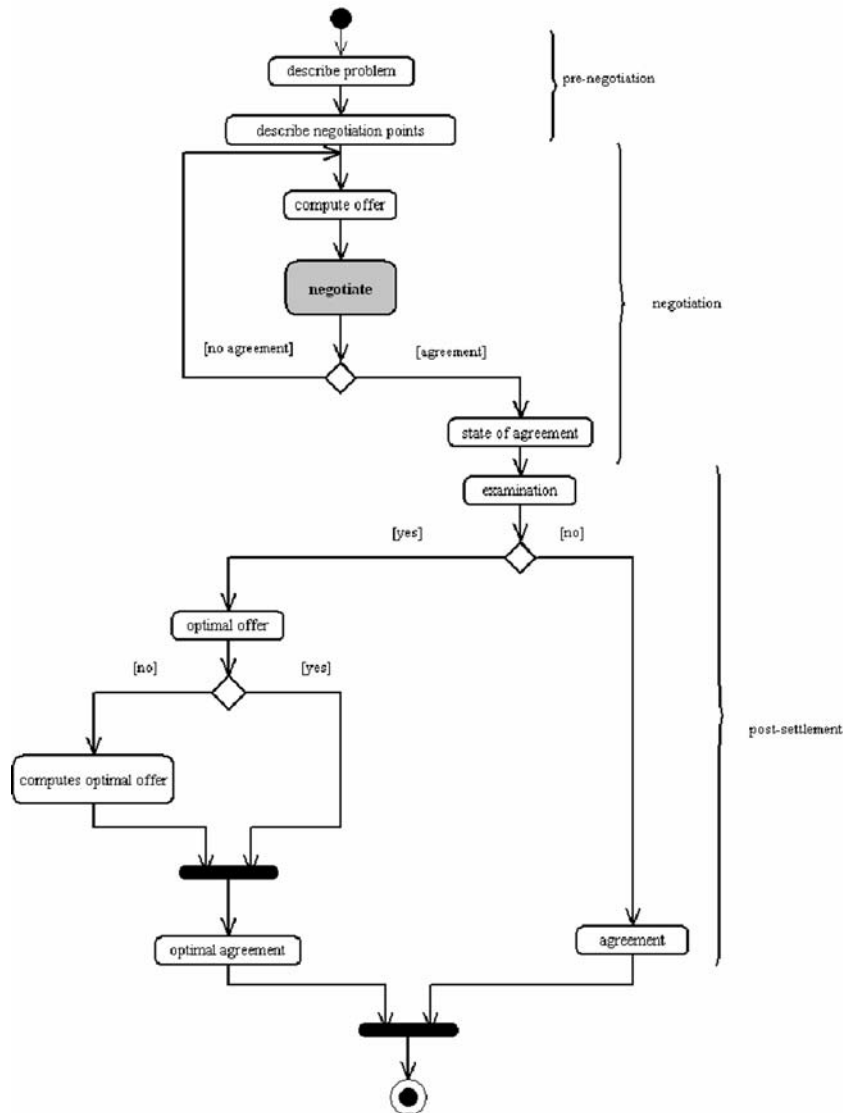 describe problem
pre-negotiation
describe negotiation points
compute offer
negotiate
negotiation
[no agreement]
[agreement]
state of agreement
examination
[yes]
[no]
optimal offer
[no]
[yes]
post-settlement
computes optimal offer
optimal agreement
agreement